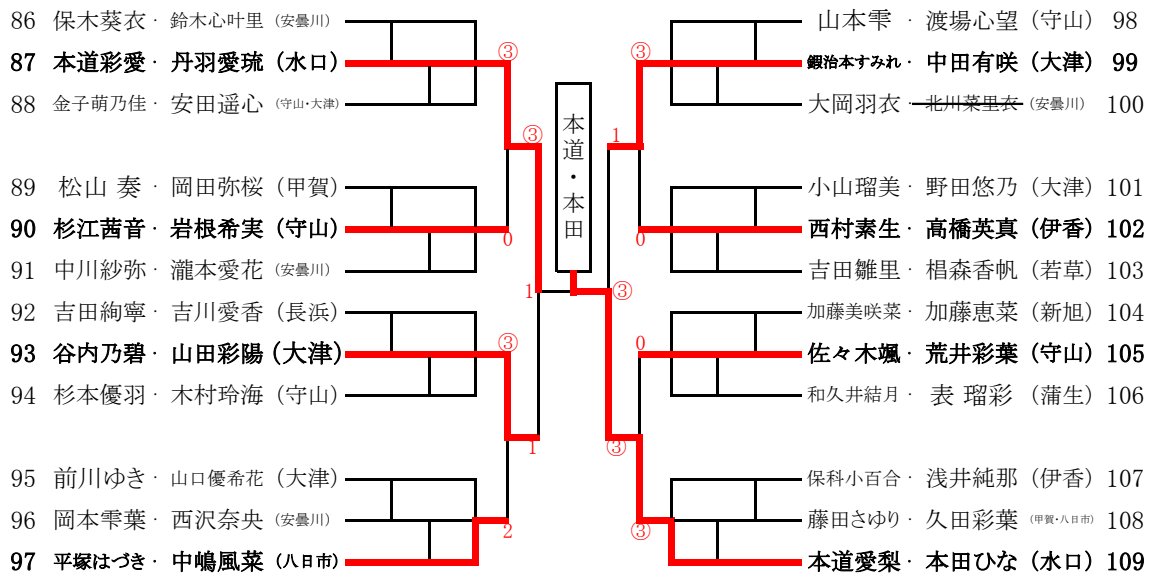 86 保木葵衣・鈴木心叶里（安曇川）
87 本道彩愛・丹羽愛琉（水口）
88 金子萌乃佳・安田遥心（守山・大津）
89 松山 奏・岡田弥桜（甲賀）
90 杉江茜音・岩根希実（守山）
91 中川紗弥・瀧本愛花（安曇川）
92 吉田絢寧・吉川愛香（長浜）
93 谷内乃碧・山田彩陽（大津）
94 杉本優羽・木村玲海（守山）
95 前川ゆき・山口優希花（大津）
96 岡本雫葉・西沢奈央（安曇川）
97 平塚はづき・中嶋風菜（八日市）
③
③
0
1
③
1
2
本道・本田
③
1
0
③
0
③
③
山本雫・渡場心望（守山） 98
鍜治本すみれ・中田有咲（大津） 99
大岡羽衣・北川菜里衣（安曇川） 100
小山瑠美・野田悠乃（大津） 101
西村素生・高橋英真（伊香） 102
吉田雛里・椙森香帆（若草） 103
加藤美咲菜・加藤恵菜（新旭） 104
佐々木颯・荒井彩葉（守山） 105
和久井結月・表 瑠彩（蒲生） 106
保科小百合・浅井純那（伊香） 107
藤田さゆり・久田彩葉（甲賀・八日市） 108
本道愛梨・本田ひな（水口） 109